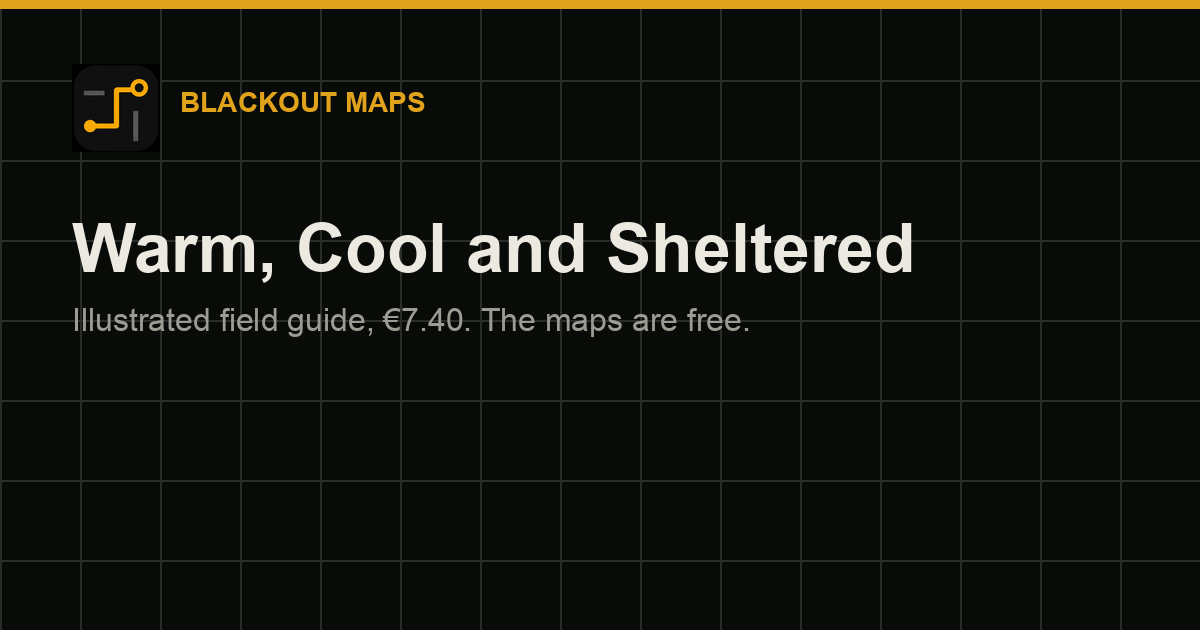 BLACKOUT MAPS
Warm, Cool and Sheltered
Illustrated field guide, €7.40. The maps are free.